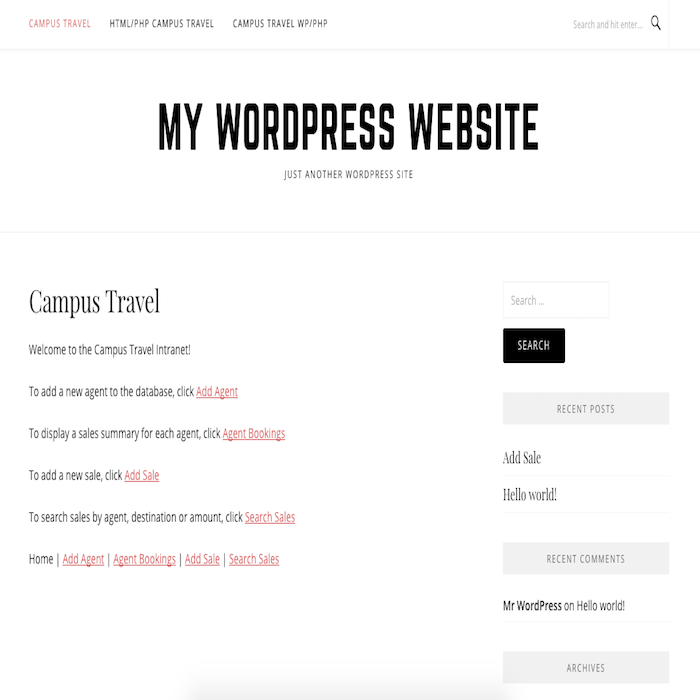 CAMPUS TRAVEL HTML/PHP CAMPUS TRAVEL CAMPUS TRAVEL WP/PHP Search and hit enter...
MY WORDPRESS WEBSITE
JUST ANOTHER WORDPRESS SITE
Campus Travel
Welcome to the Campus Travel Intranet!
To add a new agent to the database, click Add Agent
To display a sales summary for each agent, click Agent Bookings
To add a new sale, click Add Sale
To search sales by agent, destination or amount, click Search Sales
Home | Add Agent | Agent Bookings | Add Sale | Search Sales
Search ...
SEARCH
RECENT POSTS
Add Sale
Hello world!
RECENT COMMENTS
Mr WordPress on Hello world!
ARCHIVES